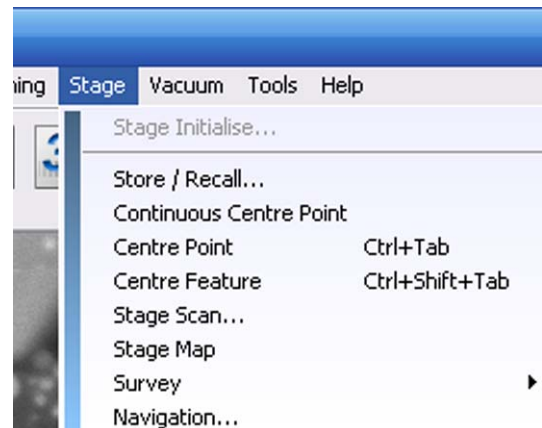 Stage Vacuum Tools Help
Stage Initialise...
Store / Recall...
Continuous Centre Point
Centre Point Ctrl+Tab
Centre Feature Ctrl+Shift+Tab
Stage Scan...
Stage Map
Survey
Navigation...